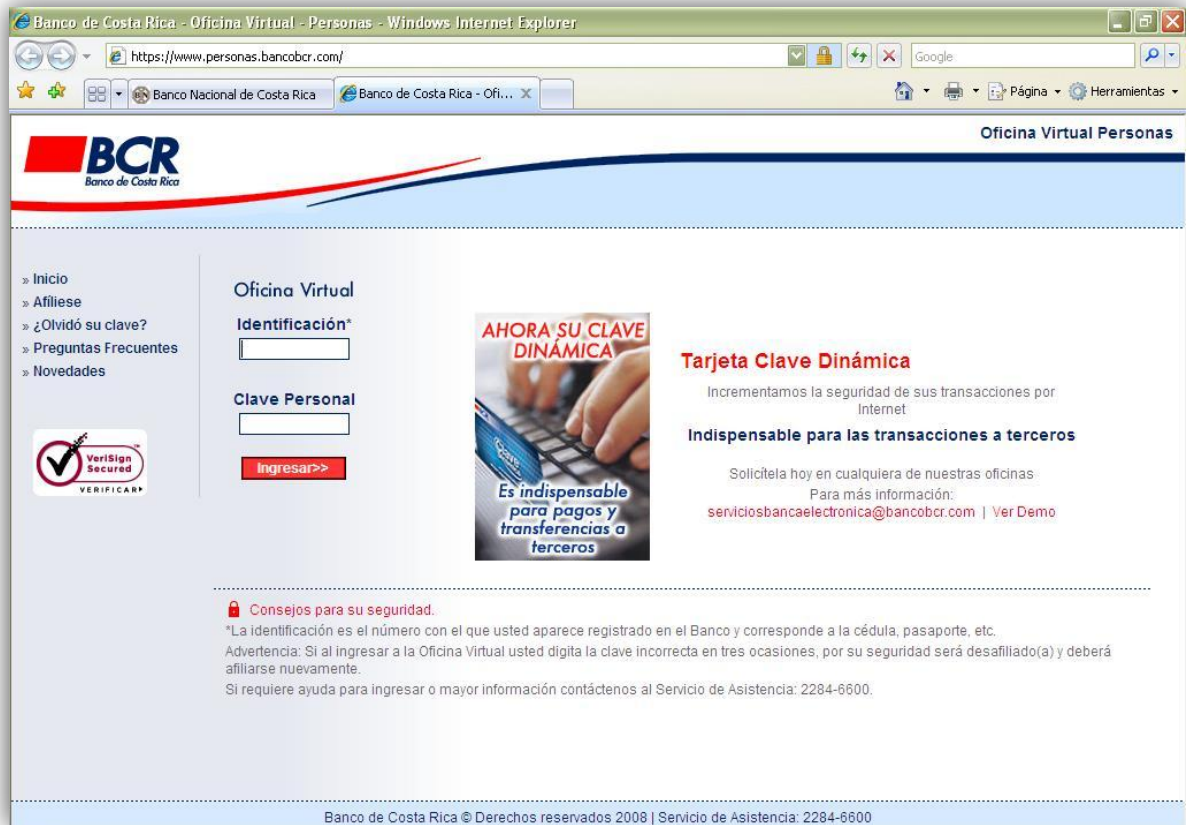 Banco de Costa Rica - Oficina Virtual - Personas - Windows Internet Explorer
https://www.personas.bancobcr.com/
Google
Banco Nacional de Costa Rica
Banco de Costa Rica - Ofi...
Página
Herramientas
BCR
Banco de Costa Rica
Oficina Virtual Personas
» Inicio
» Afíliese
» ¿Olvidó su clave?
» Preguntas Frecuentes
» Novedades
VeriSign
Secured
VERIFICAR
Oficina Virtual
Identificación*
Clave Personal
Ingresar>>
AHORA SU CLAVE
DINÁMICA
Es indispensable
para pagos y
transferencias a
terceros
Tarjeta Clave Dinámica
Incrementamos la seguridad de sus transacciones por
Internet
Indispensable para las transacciones a terceros
Solicítela hoy en cualquiera de nuestras oficinas
Para más información:
serviciosbancaelectronica@bancobcr.com | Ver Demo
Consejos para su seguridad.
*La identificación es el número con el que usted aparece registrado en el Banco y corresponde a la cédula, pasaporte, etc.
Advertencia: Si al ingresar a la Oficina Virtual usted digita la clave incorrecta en tres ocasiones, por su seguridad será desafiliado(a) y deberá
afiliarse nuevamente.
Si requiere ayuda para ingresar o mayor información contáctenos al Servicio de Asistencia: 2284-6600.
Banco de Costa Rica © Derechos reservados 2008 | Servicio de Asistencia: 2284-6600